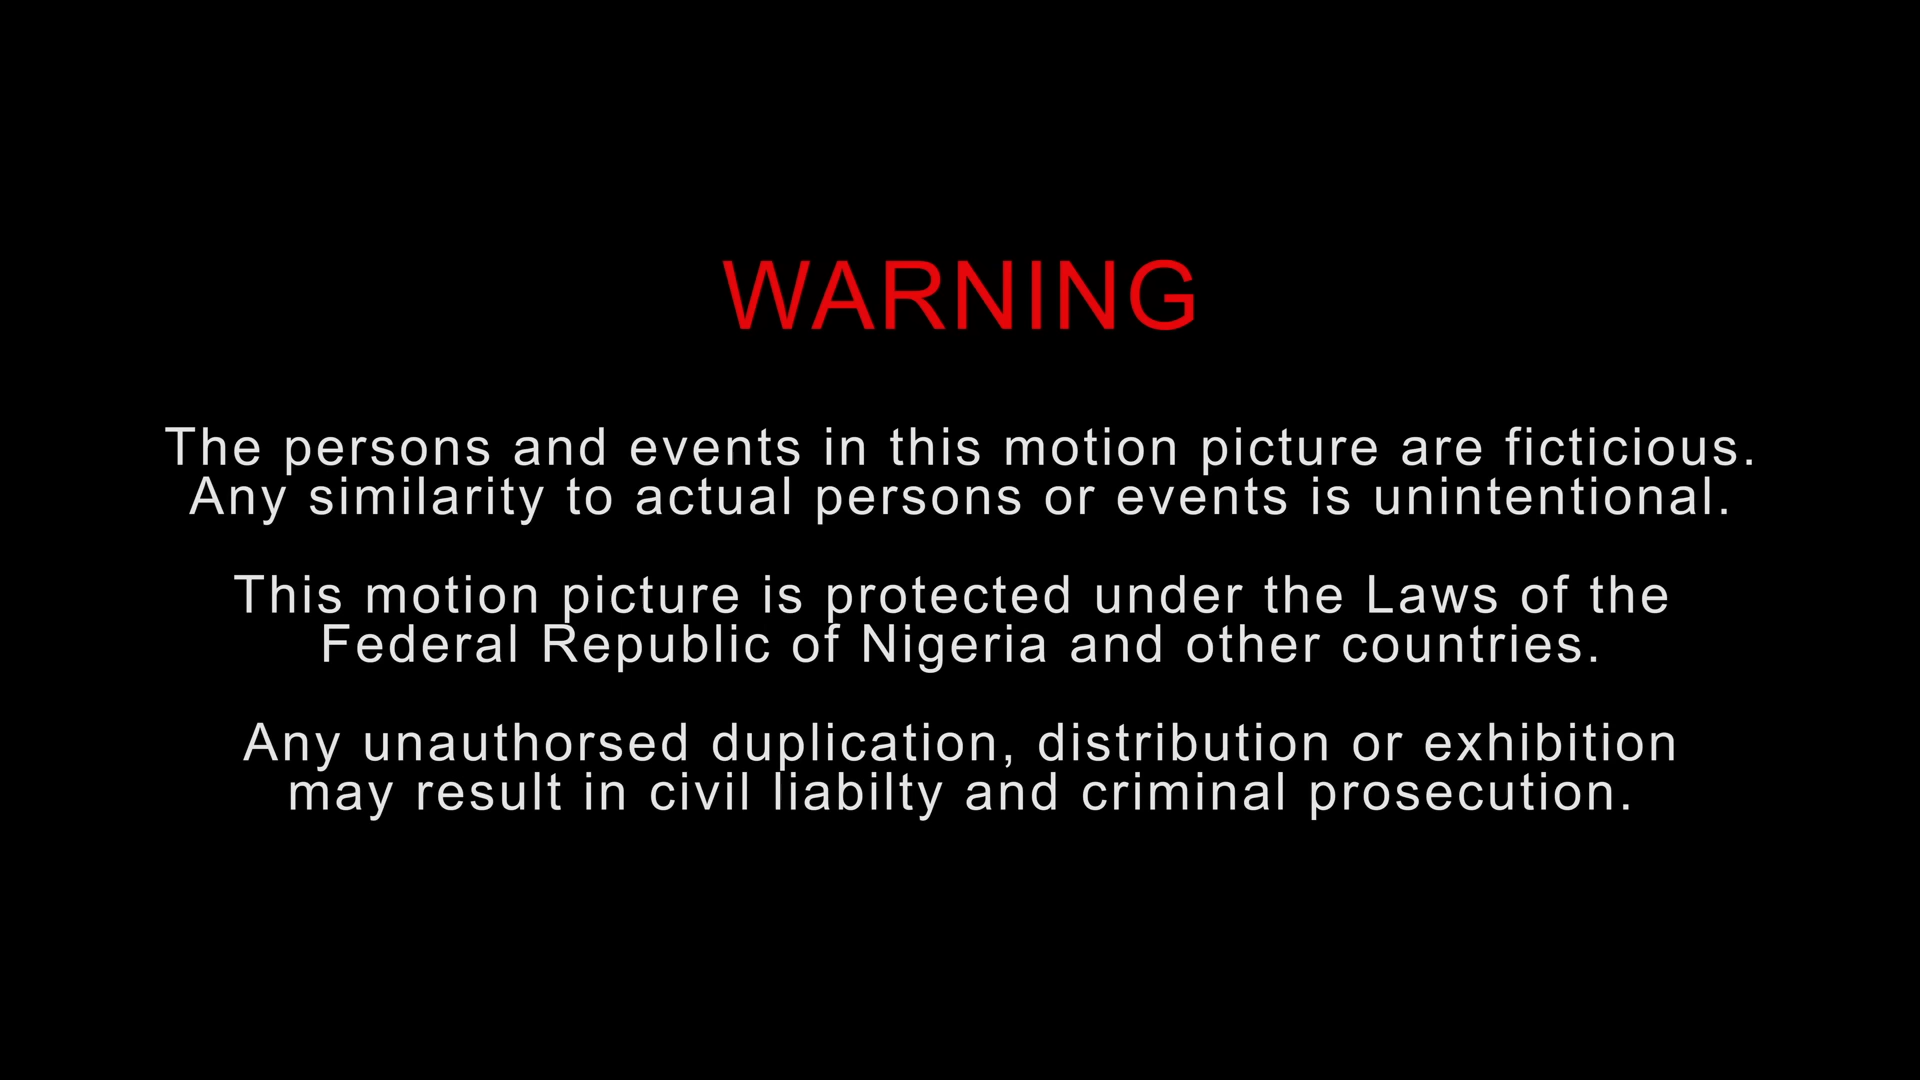 WARNING
The persons and events in this motion picture are ficticious.
Any similarity to actual persons or events is unintentional.
This motion picture is protected under the Laws of the
Federal Republic of Nigeria and other countries.
Any unauthorsed duplication, distribution or exhibition
may result in civil liabilty and criminal prosecution.